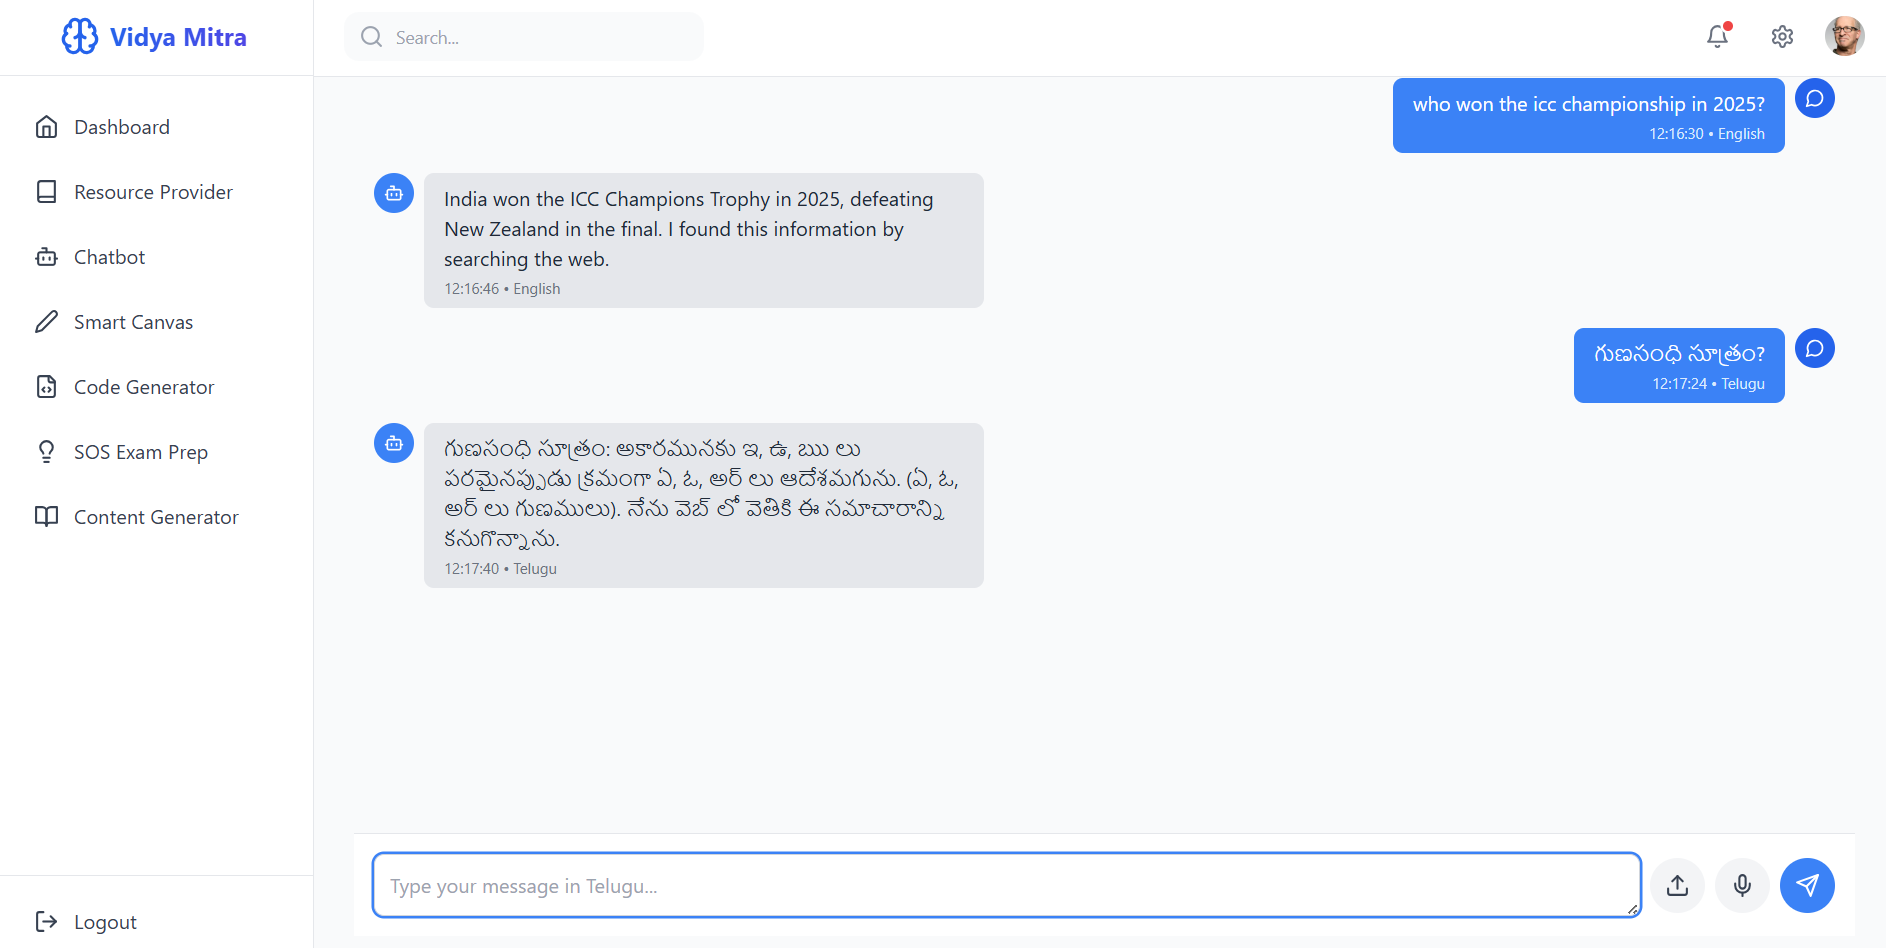 Vidya Mitra
Search...
Dashboard
Resource Provider
Chatbot
Smart Canvas
Code Generator
SOS Exam Prep
Content Generator
Logout
who won the icc championship in 2025?
12:16:30 • English
India won the ICC Champions Trophy in 2025, defeating
New Zealand in the final. I found this information by
searching the web.
12:16:46 • English
గుణసంధి సూత్రం?
12:17:24 • Telugu
గుణసంధి సూత్రం: అకారమునకు ఇ, ఉ, ఋ లు
పరమైనప్పుడు క్రమంగా ఏ, ఓ, అర్ లు ఆదేశమగును. (ఏ, ఓ,
అర్ లు గుణములు). నేను వెబ్ లో వెతికి ఈ సమాచారాన్ని
కనుగొన్నాను.
12:17:40 • Telugu
Type your message in Telugu...